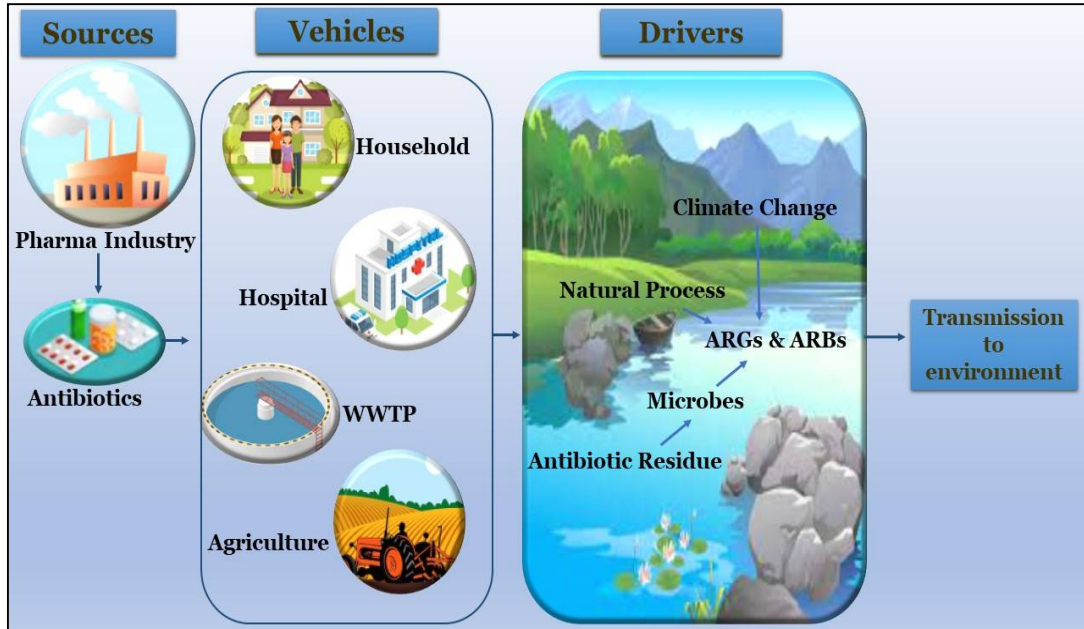 Sources
Vehicles
Drivers
Pharma Industry
Antibiotics
Household
HOSPITAL
Hospital
WWTP
Agriculture
Climate Change
Natural Process
ARGs & ARBs
Microbes
Antibiotic Residue
Transmission
to
environment